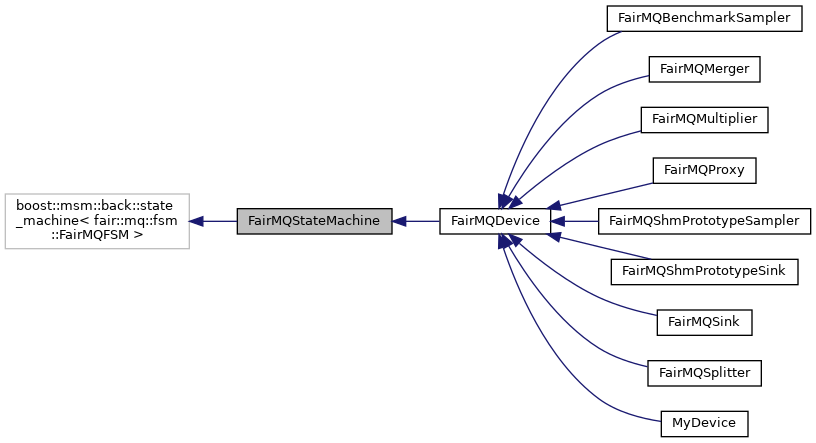 boost::msm::back::state
_machine< fair::mq::fsm
::FairMQFSM >
FairMQStateMachine
FairMQDevice
FairMQBenchmarkSampler
FairMQMerger
FairMQMultiplier
FairMQProxy
FairMQShmPrototypeSampler
FairMQShmPrototypeSink
FairMQSink
FairMQSplitter
MyDevice